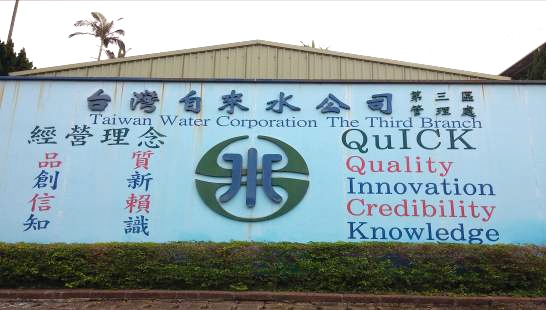 台灣自來水公司 第三區管理處
Taiwan Water Corporation The Third Branch
經營理念
品質
創新
信賴
知識
QuICK
Quality
Innovation
Credibility
Knowledge